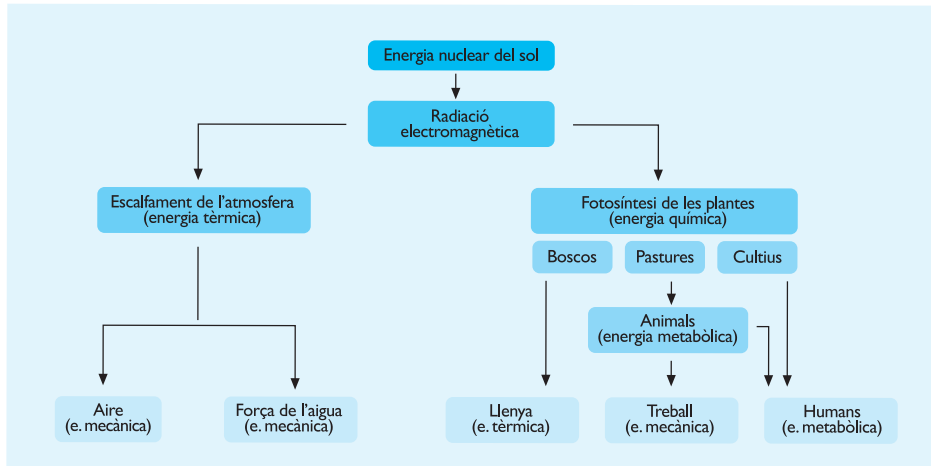 Energia nuclear del sol
Radiació
electromagnètica
Escalfament de l’atmosfera
(energia tèrmica)
Fotosíntesi de les plantes
(energia química)
Boscos
Pastures
Cultius
Animals
(energia metabòlica)
Aire
(e. mecànica)
Força de l’aigua
(e. mecànica)
Llenya
(e. tèrmica)
Treball
(e. mecànica)
Humans
(e. metabòlica)